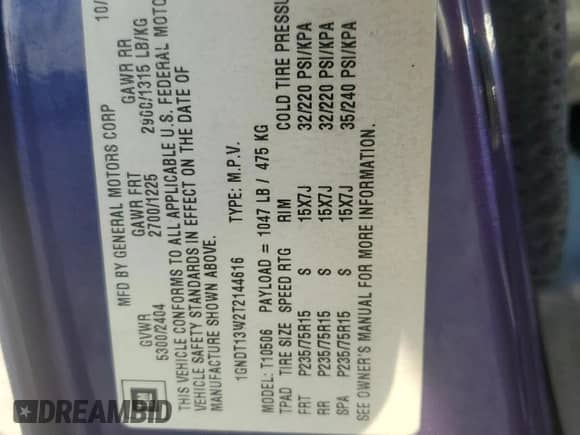 MFD BY GENERAL MOTORS CORP 10/
GVWR GAWR FRT GAWR RR
5300/2404 2700/1225 2900/1315 LB/KG
THIS VEHICLE CONFORMS TO ALL APPLICABLE U.S. FEDERAL MOTO
VEHICLE SAFETY STANDARDS IN EFFECT ON THE DATE OF
MANUFACTURE SHOWN ABOVE.
1GNDT13W2T2144616 TYPE: M.P.V.
MODEL: T10506 PAYLOAD = 1047 LB / 475 KG
TPAD TIRE SIZE SPEED RTG RIM COLD TIRE PRESSU
FRT P235/75R15 S 15X7J 32/220 PSI/KPA
RR P235/75R15 S 15X7J 32/220 PSI/KPA
SPA P235/75R15 S 15X7J 35/240 PSI/KPA
SEE OWNER'S MANUAL FOR MORE INFORMATION.
GM
DREAMBID